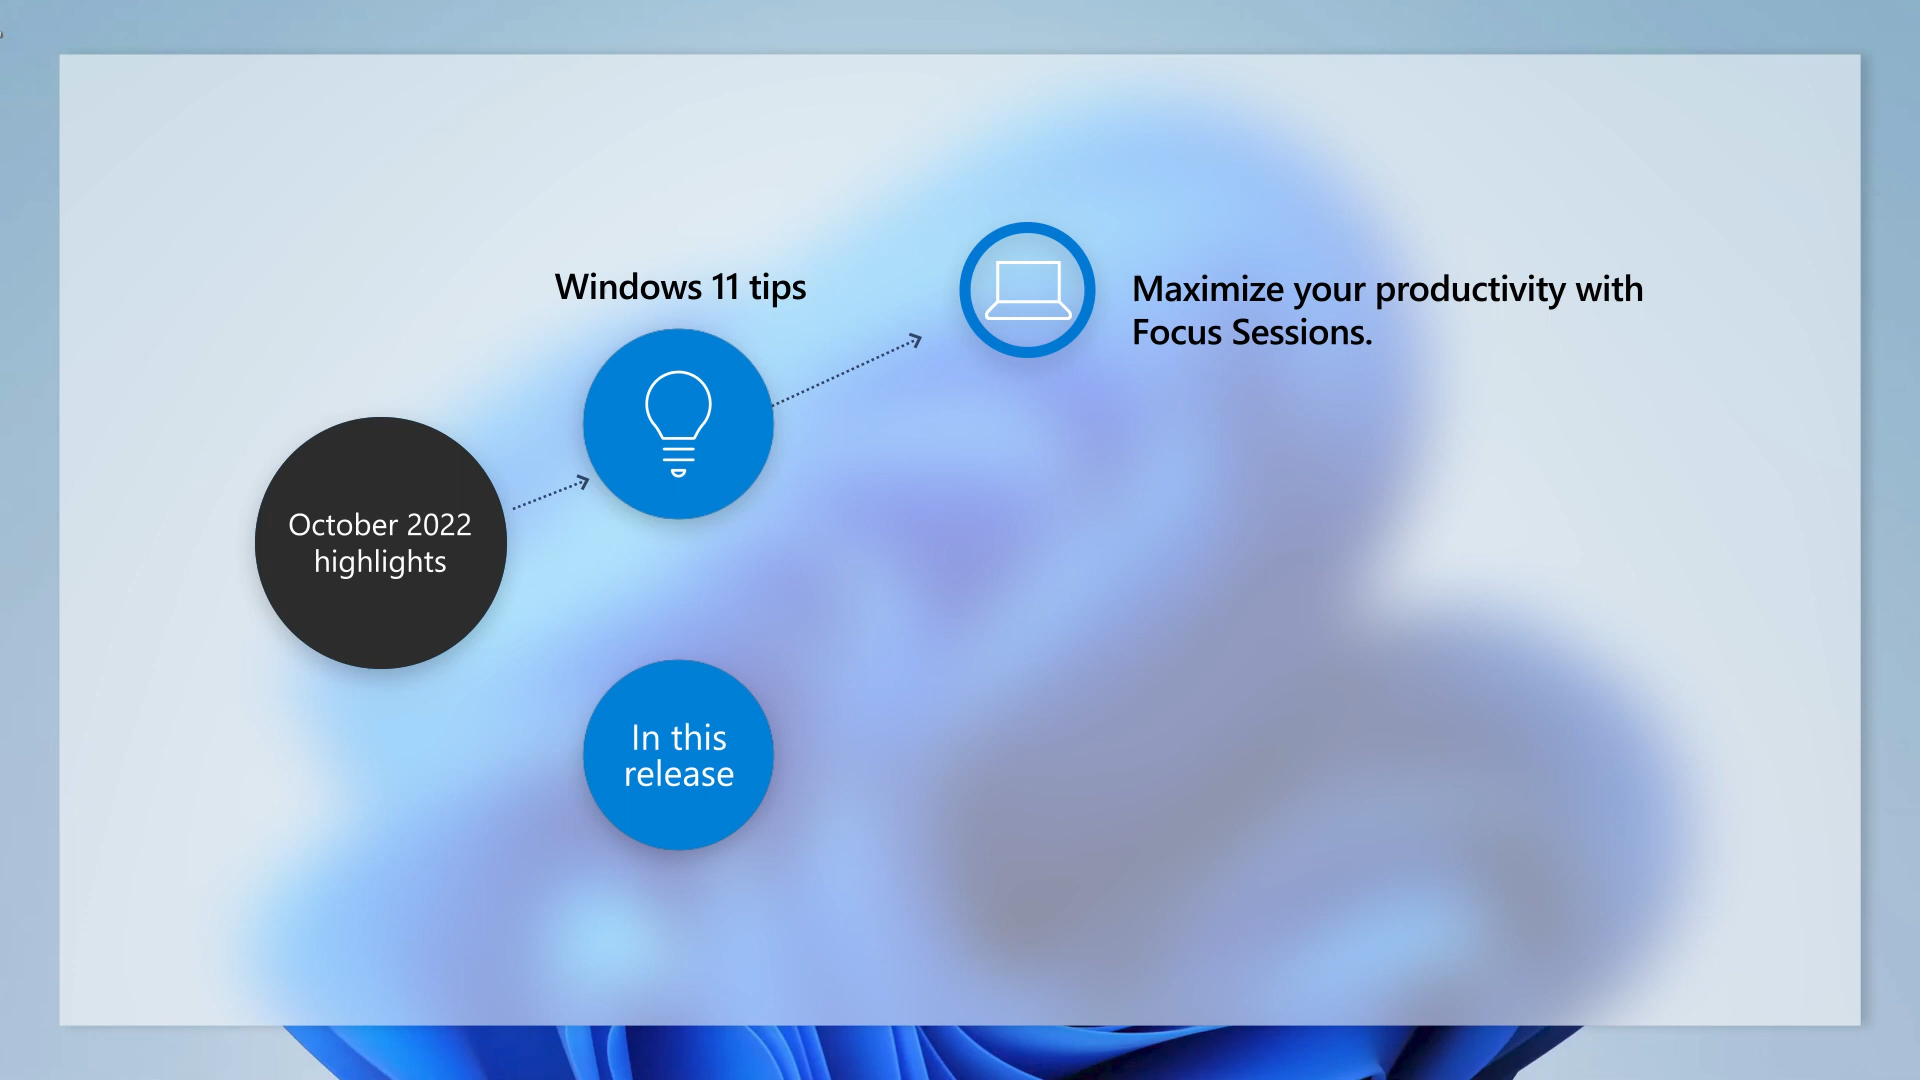 Windows 11 tips
Maximize your productivity with
Focus Sessions.
October 2022
highlights
In this
release